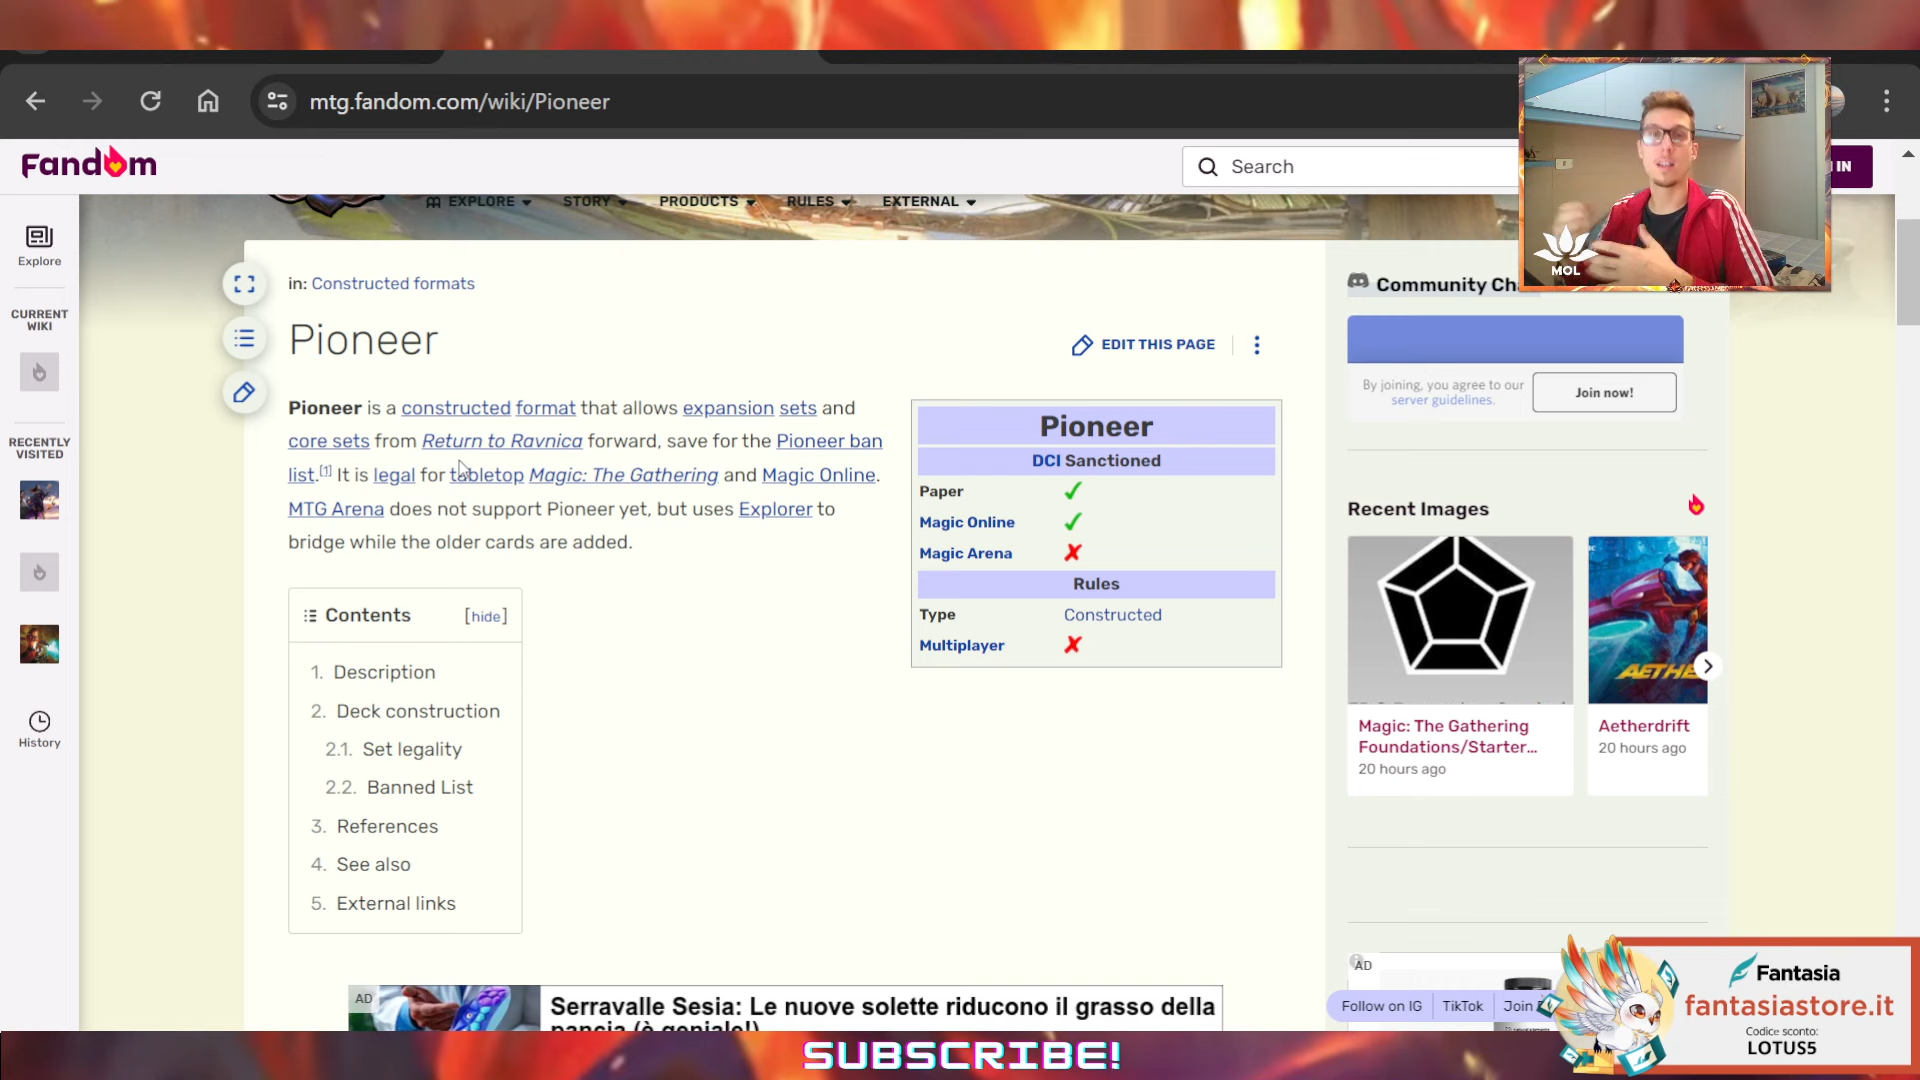 mtg.fandom.com/wiki/Pioneer
Fandom
Search
IN
EXPLORE
STORY
PRODUCTS
RULES
EXTERNAL
Explore
CURRENT
WIKI
RECENTLY
VISITED
History
in: Constructed formats
Pioneer
EDIT THIS PAGE
Pioneer is a constructed format that allows expansion sets and
core sets from Return to Ravnica forward, save for the Pioneer ban
list.[1] It is legal for tabletop Magic: The Gathering and Magic Online.
MTG Arena does not support Pioneer yet, but uses Explorer to
bridge while the older cards are added.
Pioneer
DCI Sanctioned
Paper ✓
Magic Online ✓
Magic Arena ✗
Rules
Type Constructed
Multiplayer ✗
Contents [hide]
1. Description
2. Deck construction
2.1. Set legality
2.2. Banned List
3. References
4. See also
5. External links
AD
Serravalle Sesia: Le nuove solette riducono il grasso della
pancia (è geniale!)
MOL
Community
By joining, you agree to our
server guidelines.
Join now!
Recent Images
Magic: The Gathering
Foundations/Starter...
20 hours ago
AETHE
Aetherdrift
20 hours ago
AD
Follow on IG
TikTok
Join
Fantasia
fantasiastore.it
Codice sconto:
LOTUS5
SUBSCRIBE!